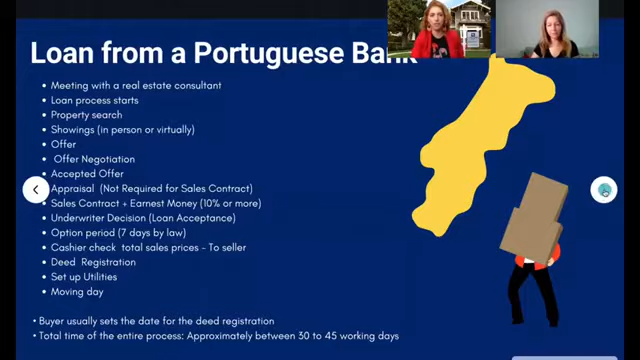 Loan from a Portuguese Bank
• Meeting with a real estate consultant
• Loan process starts
• Property search
• Showings (in person or virtually)
• Offer
• Offer Negotiation
• Accepted Offer
Appraisal (Not Required for Sales Contract)
• Sales Contract + Earnest Money (10% or more)
• Underwriter Decision (Loan Acceptance)
• Option period (7 days by law)
• Cashier check total sales prices - To seller
• Deed Registration
• Set up Utilities
• Moving day
• Buyer usually sets the date for the deed registration
• Total time of the entire process: Approximately between 30 to 45 working days